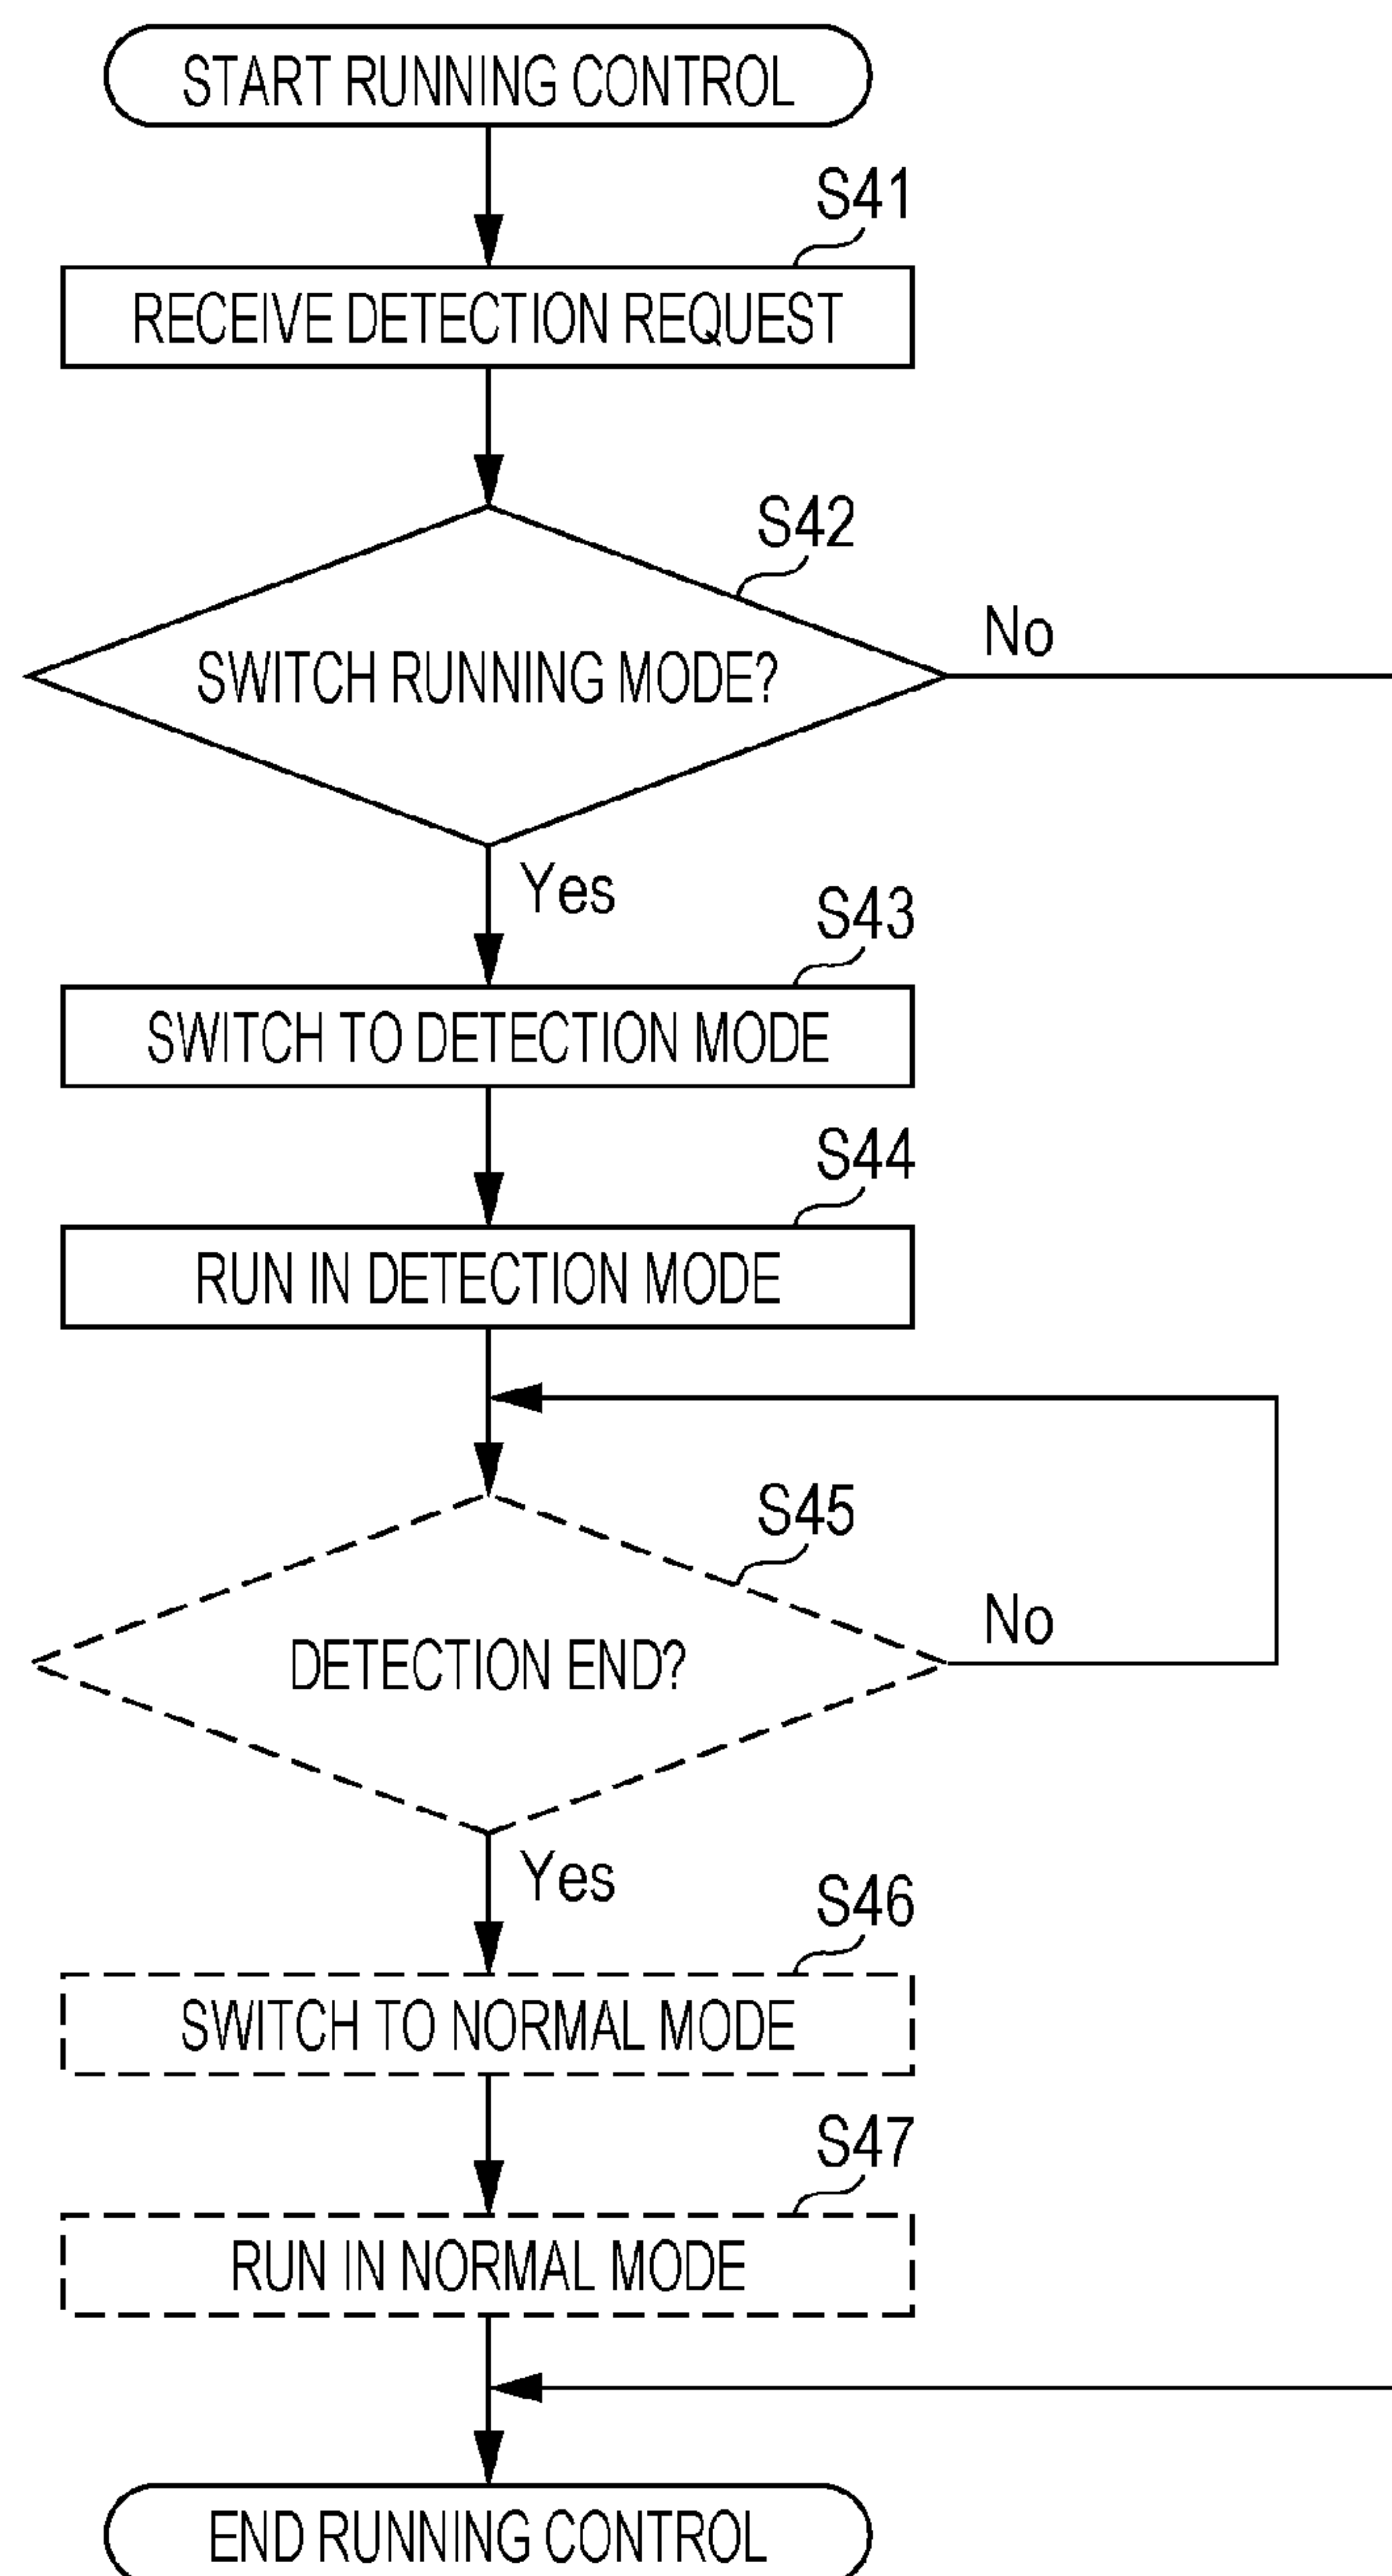 START RUNNING CONTROL
S41
RECEIVE DETECTION REQUEST
S42
SWITCH RUNNING MODE?
No
Yes
S43
SWITCH TO DETECTION MODE
S44
RUN IN DETECTION MODE
S45
DETECTION END?
No
Yes
S46
SWITCH TO NORMAL MODE
S47
RUN IN NORMAL MODE
END RUNNING CONTROL